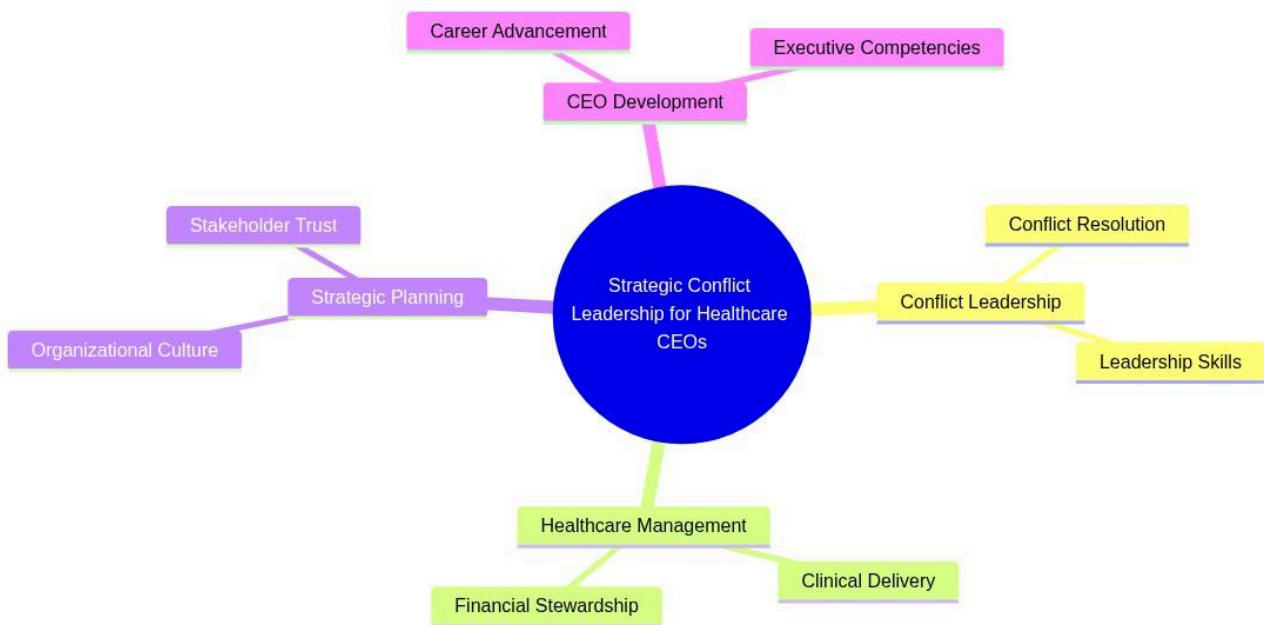 Career Advancement
Executive Competencies
CEO Development
Stakeholder Trust
Strategic Planning
Organizational Culture
Strategic Conflict
Leadership for Healthcare
CEOs
Conflict Resolution
Conflict Leadership
Leadership Skills
Healthcare Management
Clinical Delivery
Financial Stewardship